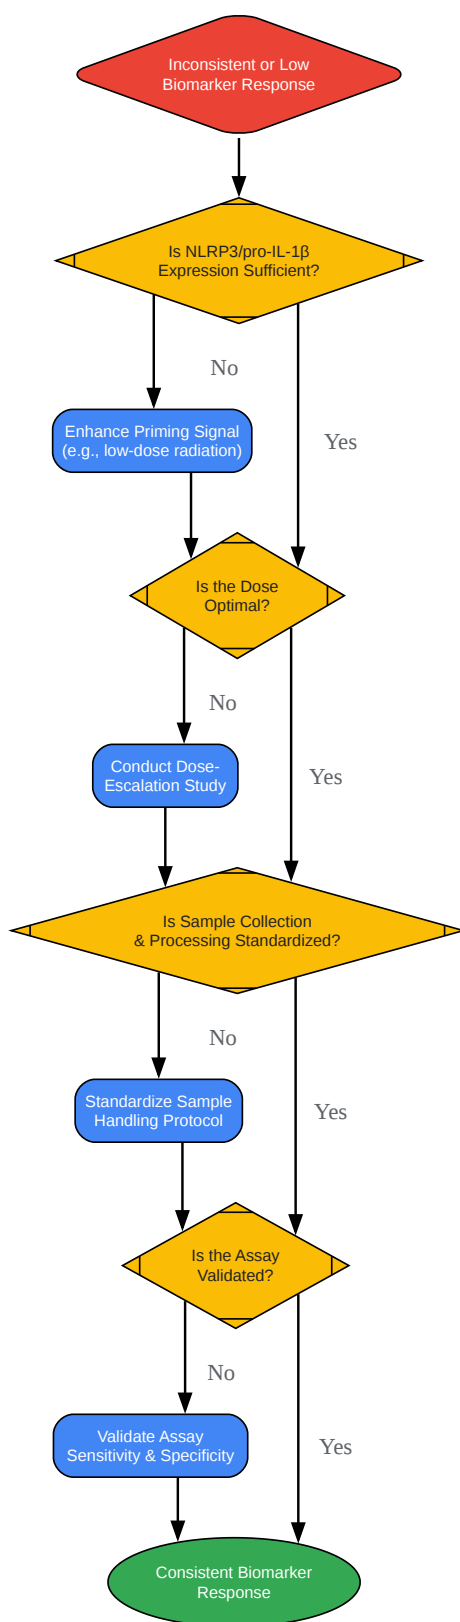 Inconsistent or Low
Biomarker Response
Is NLRP3/pro-IL-1β
Expression Sufficient?
No
Enhance Priming Signal
(e.g., low-dose radiation)
Yes
Is the Dose
Optimal?
No
Conduct Dose-
Escalation Study
Yes
Is Sample Collection
& Processing Standardized?
No
Standardize Sample
Handling Protocol
Yes
Is the Assay
Validated?
No
Validate Assay
Sensitivity & Specificity
Yes
Consistent Biomarker
Response